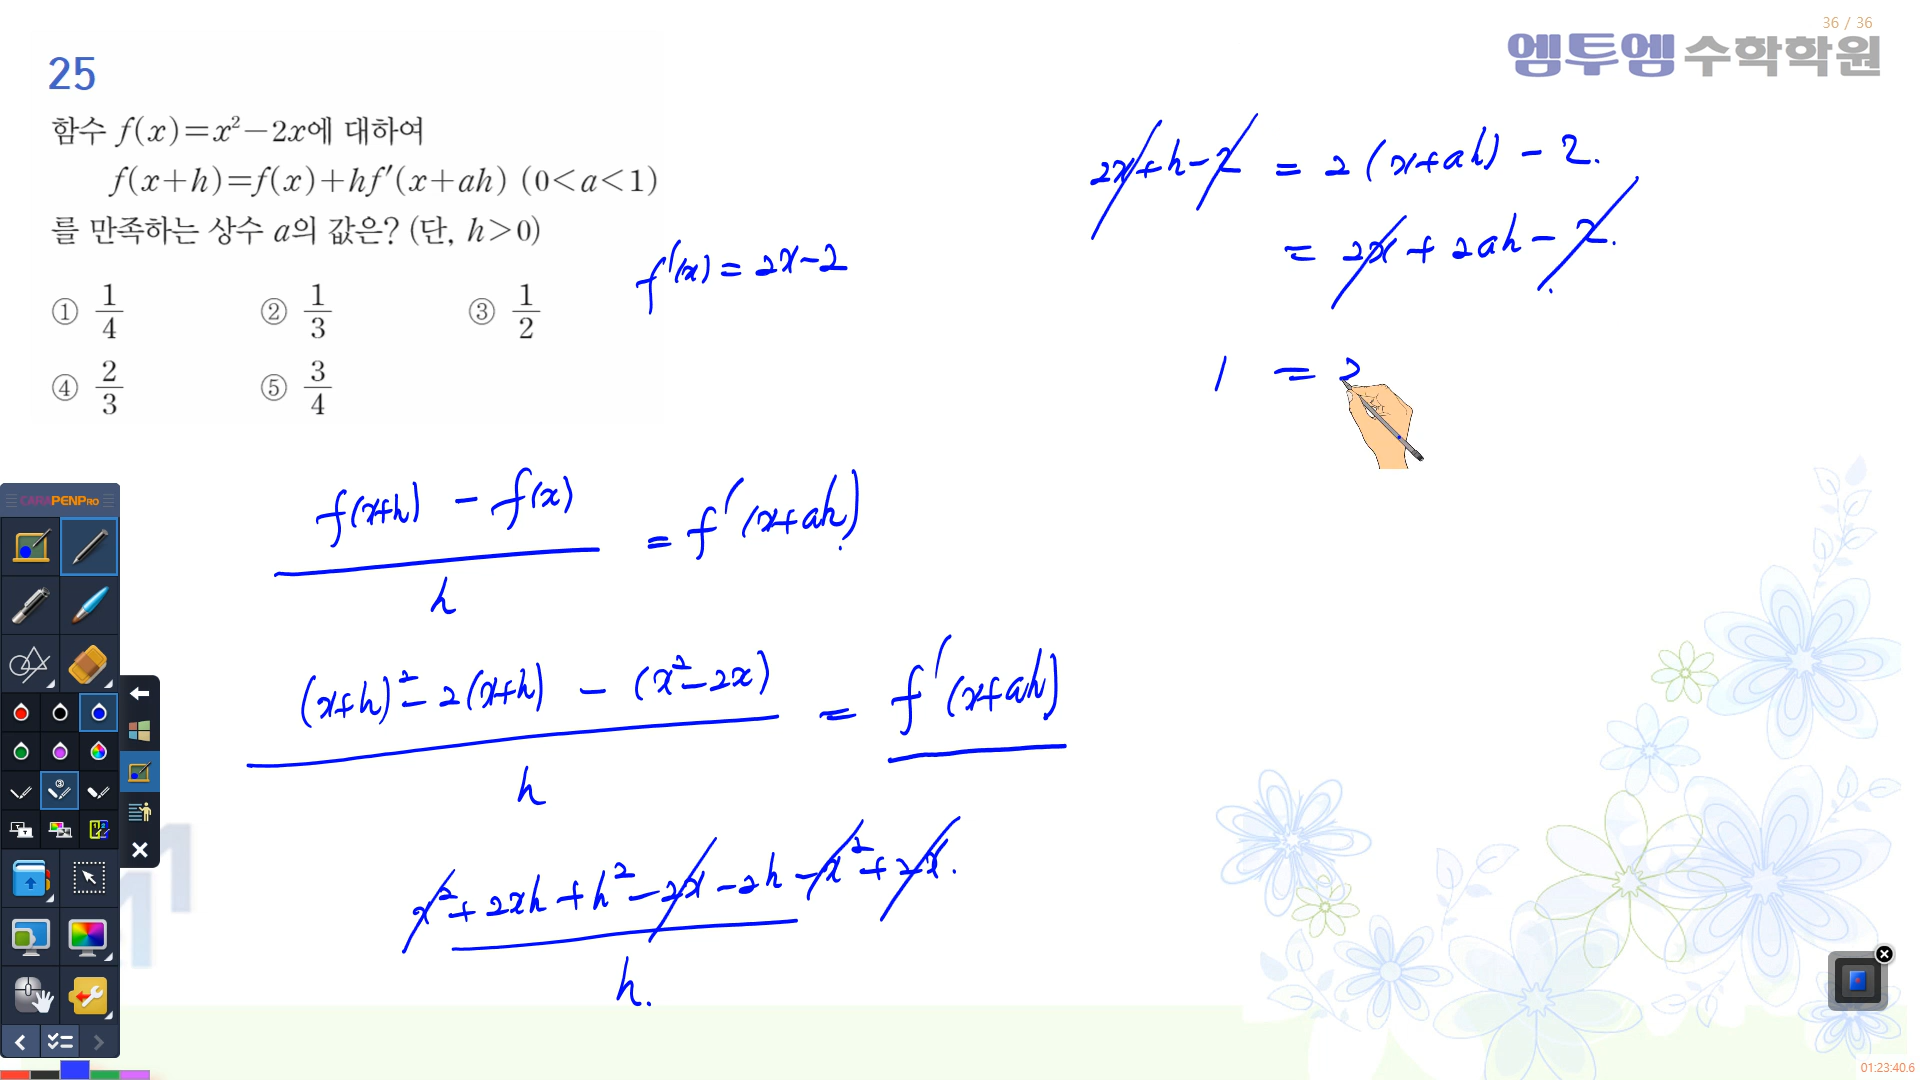 36 / 36
엠투엠 수학학원
25
함수 f(x)=x²-2x에 대하여
f(x+h)=f(x)+hf'(x+ah) (0<a<1)
를 만족하는 상수 a의 값은? (단, h>0)
① 1/4 ② 1/3 ③ 1/2
④ 2/3 ⑤ 3/4
f'(x) = 2x-2
(f(x+h) - f(x))/h = f'(x+ah)
((x+h)² - 2(x+h) - (x²-2x))/h = f'(x+ah)
(x² + 2xh + h² - 2x - 2h - x² + 2x.)/h.
2x+h-2 = 2(x+ah) - 2.
= 2x + 2ah - 2.
1 = 2
CARAPENPRO
01:23:40.6